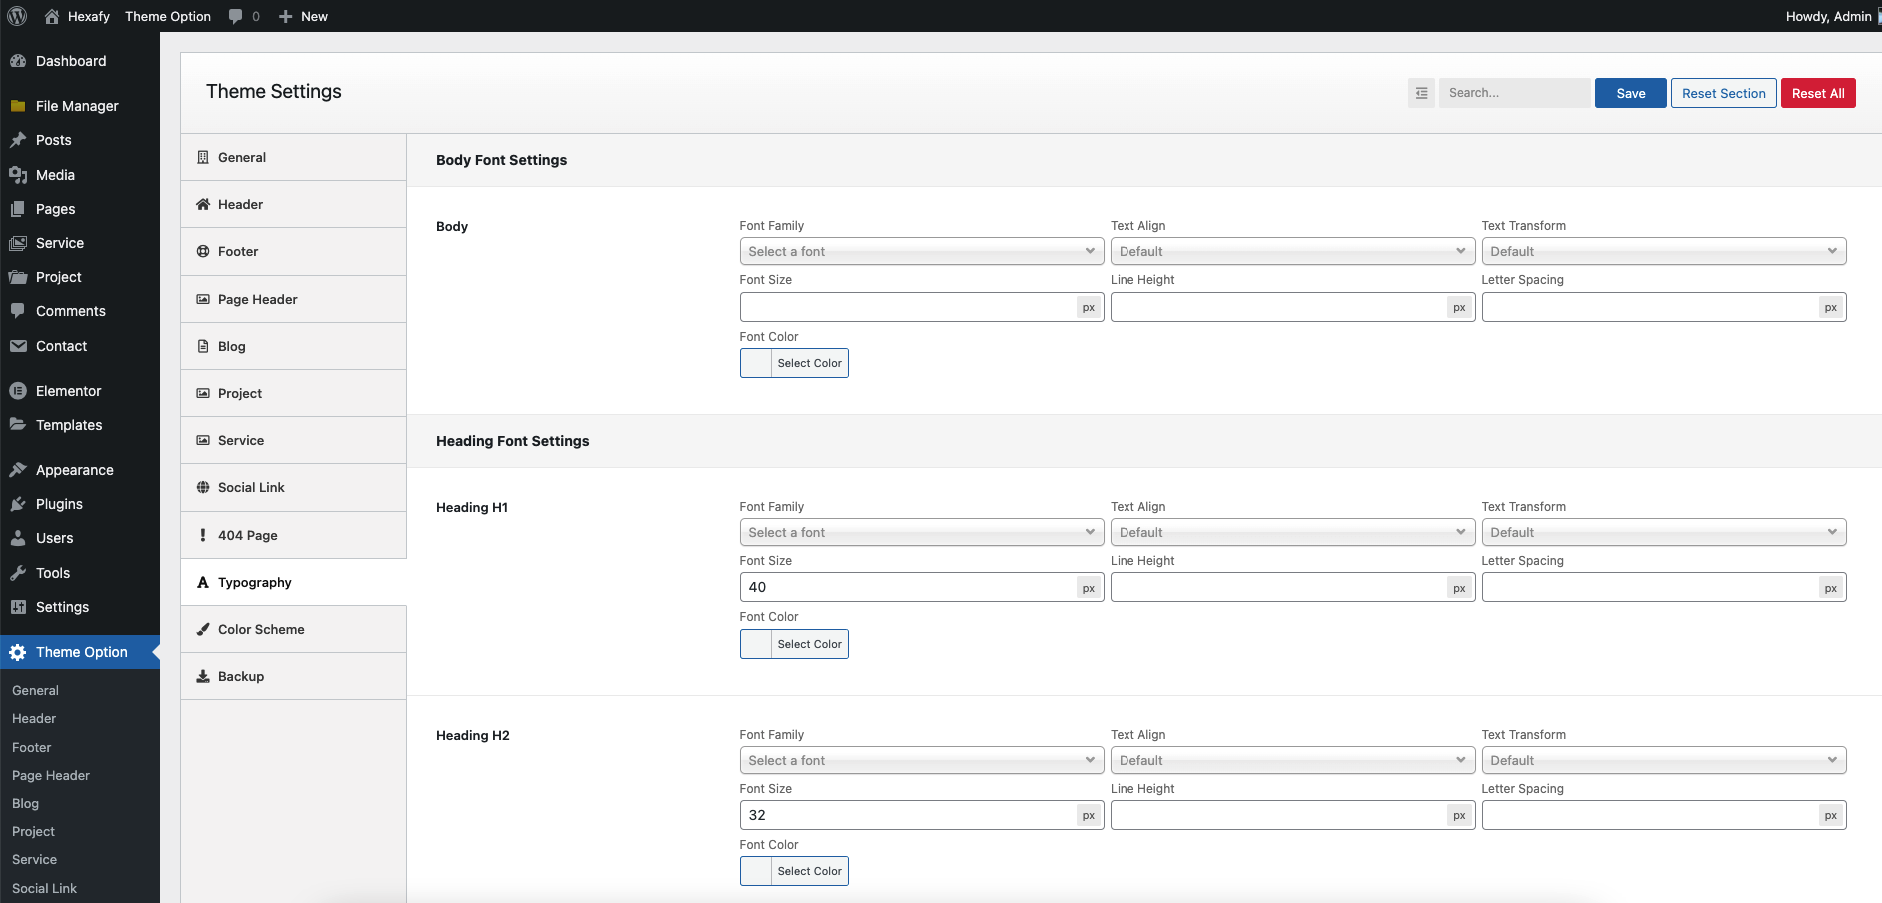 Hexafy Theme Option 0 New Howdy, Admin
Dashboard
File Manager
Posts
Media
Pages
Service
Project
Comments
Contact
Elementor
Templates
Appearance
Plugins
Users
Tools
Settings
Theme Option
General
Header
Footer
Page Header
Blog
Project
Service
Social Link
Theme Settings
Search...
Save
Reset Section
Reset All
General
Header
Footer
Page Header
Blog
Project
Service
Social Link
404 Page
Typography
Color Scheme
Backup
Body Font Settings
Body
Font Family Text Align Text Transform
Select a font Default Default
Font Size Line Height Letter Spacing
px px px
Font Color
Select Color
Heading Font Settings
Heading H1
Font Family Text Align Text Transform
Select a font Default Default
Font Size Line Height Letter Spacing
40 px px px
Font Color
Select Color
Heading H2
Font Family Text Align Text Transform
Select a font Default Default
Font Size Line Height Letter Spacing
32 px px px
Font Color
Select Color